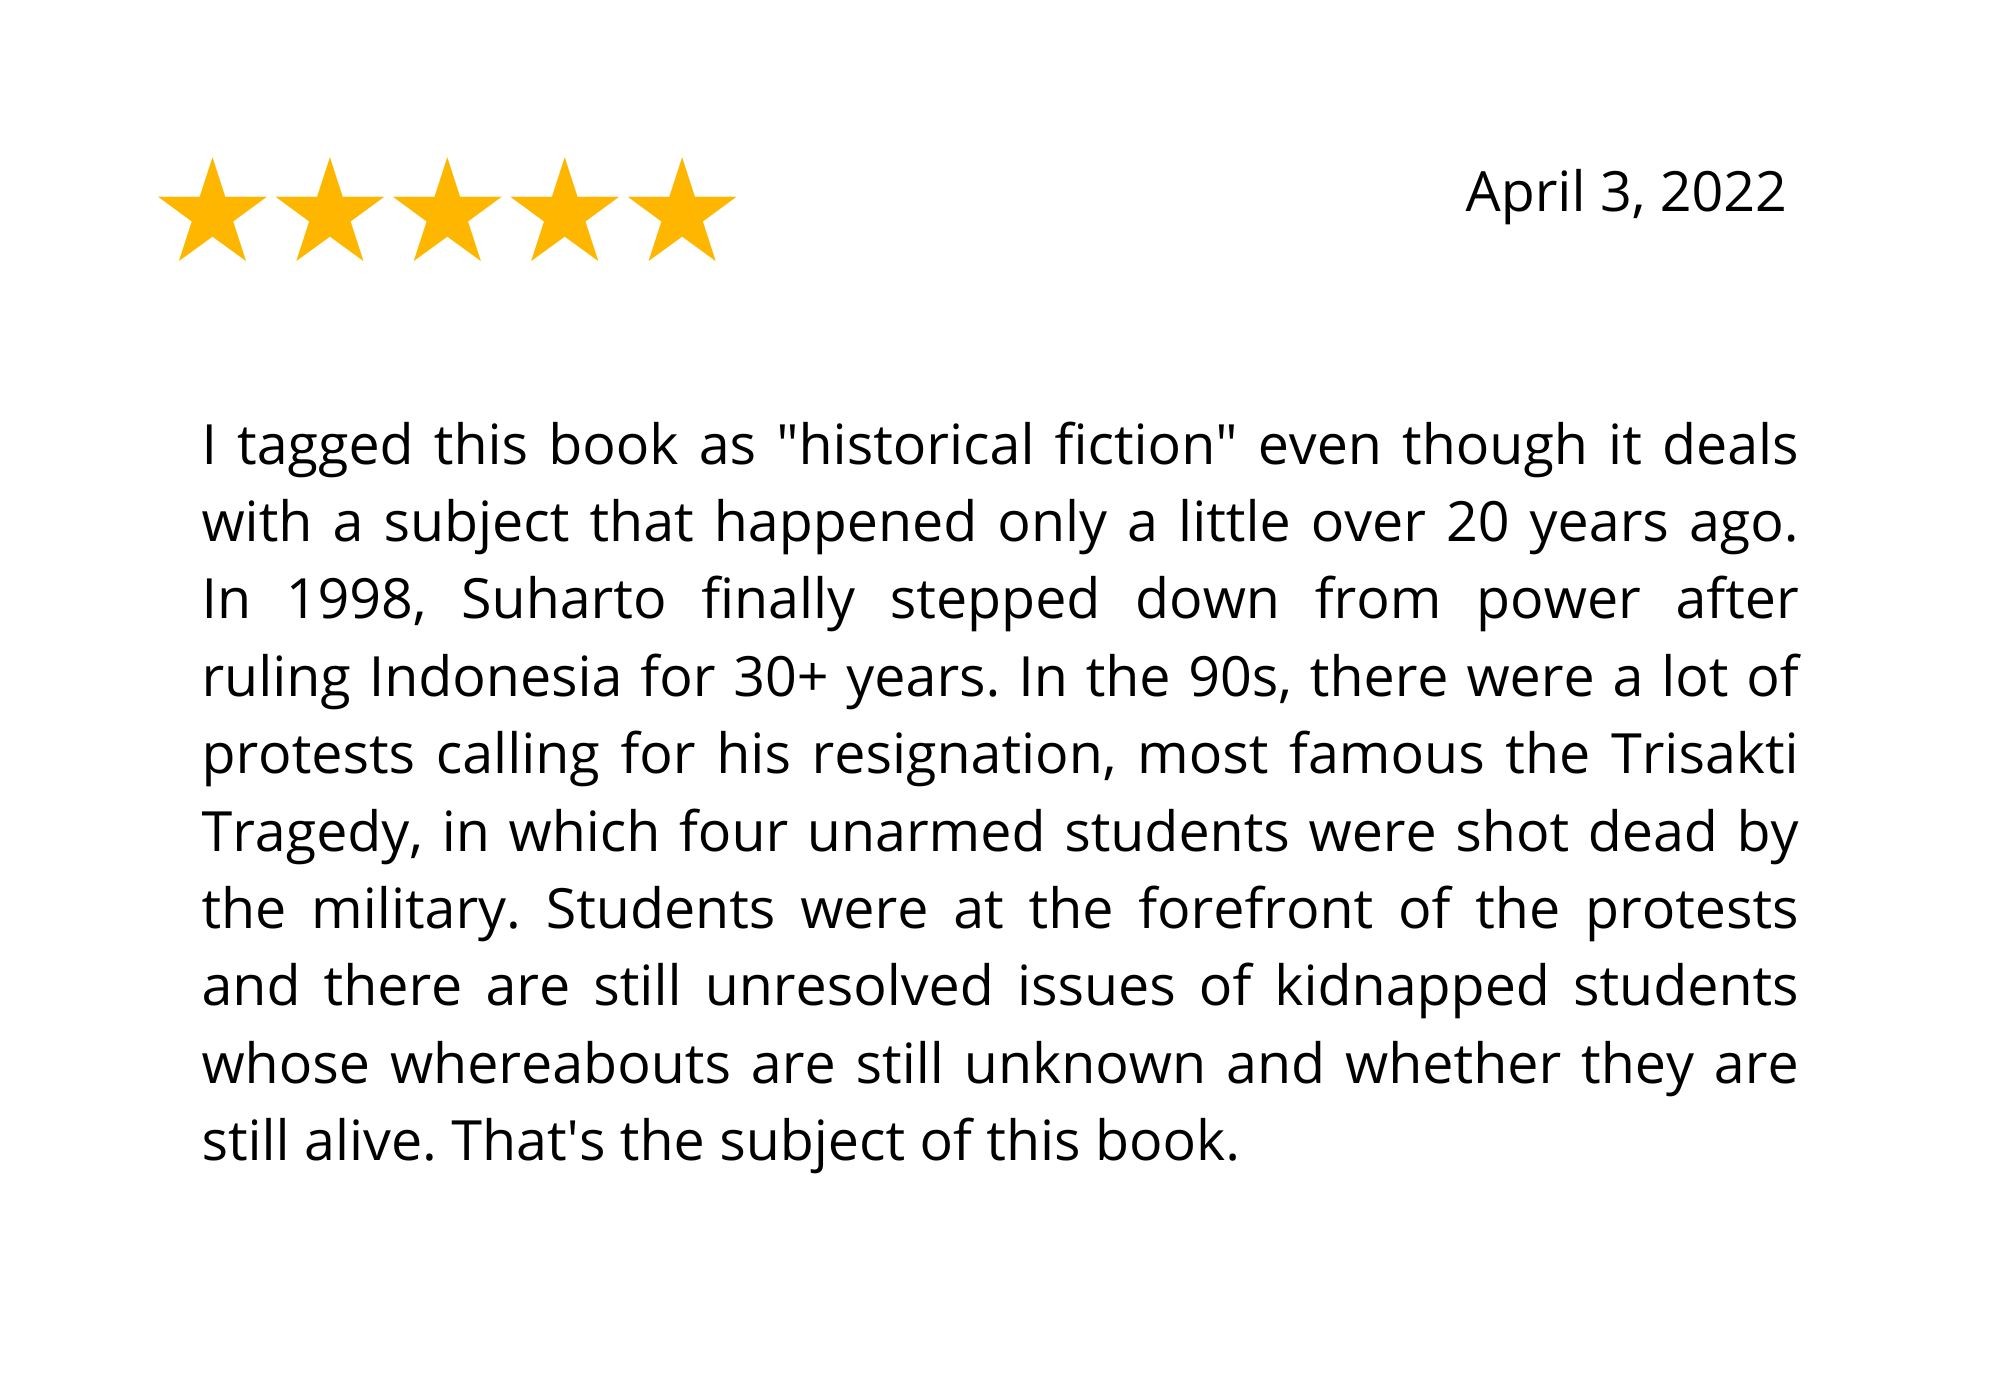 April 3, 2022
I tagged this book as "historical fiction" even though it deals
with a subject that happened only a little over 20 years ago.
In 1998, Suharto finally stepped down from power after
ruling Indonesia for 30+ years. In the 90s, there were a lot of
protests calling for his resignation, most famous the Trisakti
Tragedy, in which four unarmed students were shot dead by
the military. Students were at the forefront of the protests
and there are still unresolved issues of kidnapped students
whose whereabouts are still unknown and whether they are
still alive. That's the subject of this book.